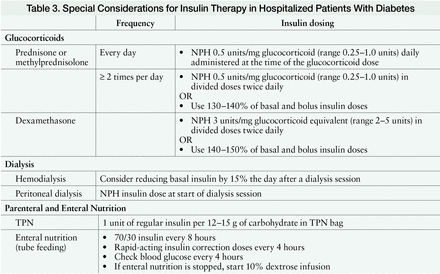 Table 3. Special Considerations for Insulin Therapy in Hospitalized Patients With Diabetes
Frequency Insulin dosing
Glucocorticoids
Prednisone or methylprednisolone Every day • NPH 0.5 units/mg glucocorticoid (range 0.25–1.0 units) daily
administered at the time of the glucocorticoid dose
≥ 2 times per day • NPH 0.5 units/mg glucocorticoid (range 0.25–1.0 units) in
divided doses twice daily
OR
• Use 130–140% of basal and bolus insulin doses
Dexamethasone • NPH 3 units/mg glucocorticoid equivalent (range 2–5 units) in
divided doses twice daily
OR
• Use 140–150% of basal and bolus insulin doses
Dialysis
Hemodialysis Consider reducing basal insulin by 15% the day after a dialysis session
Peritoneal dialysis NPH insulin dose at start of dialysis session
Parenteral and Enteral Nutrition
TPN 1 unit of regular insulin per 12–15 g of carbohydrate in TPN bag
Enteral nutrition (tube feeding) • 70/30 insulin every 8 hours
• Rapid-acting insulin correction doses every 4 hours
• Check blood glucose every 4 hours
• If enteral nutrition is stopped, start 10% dextrose infusion